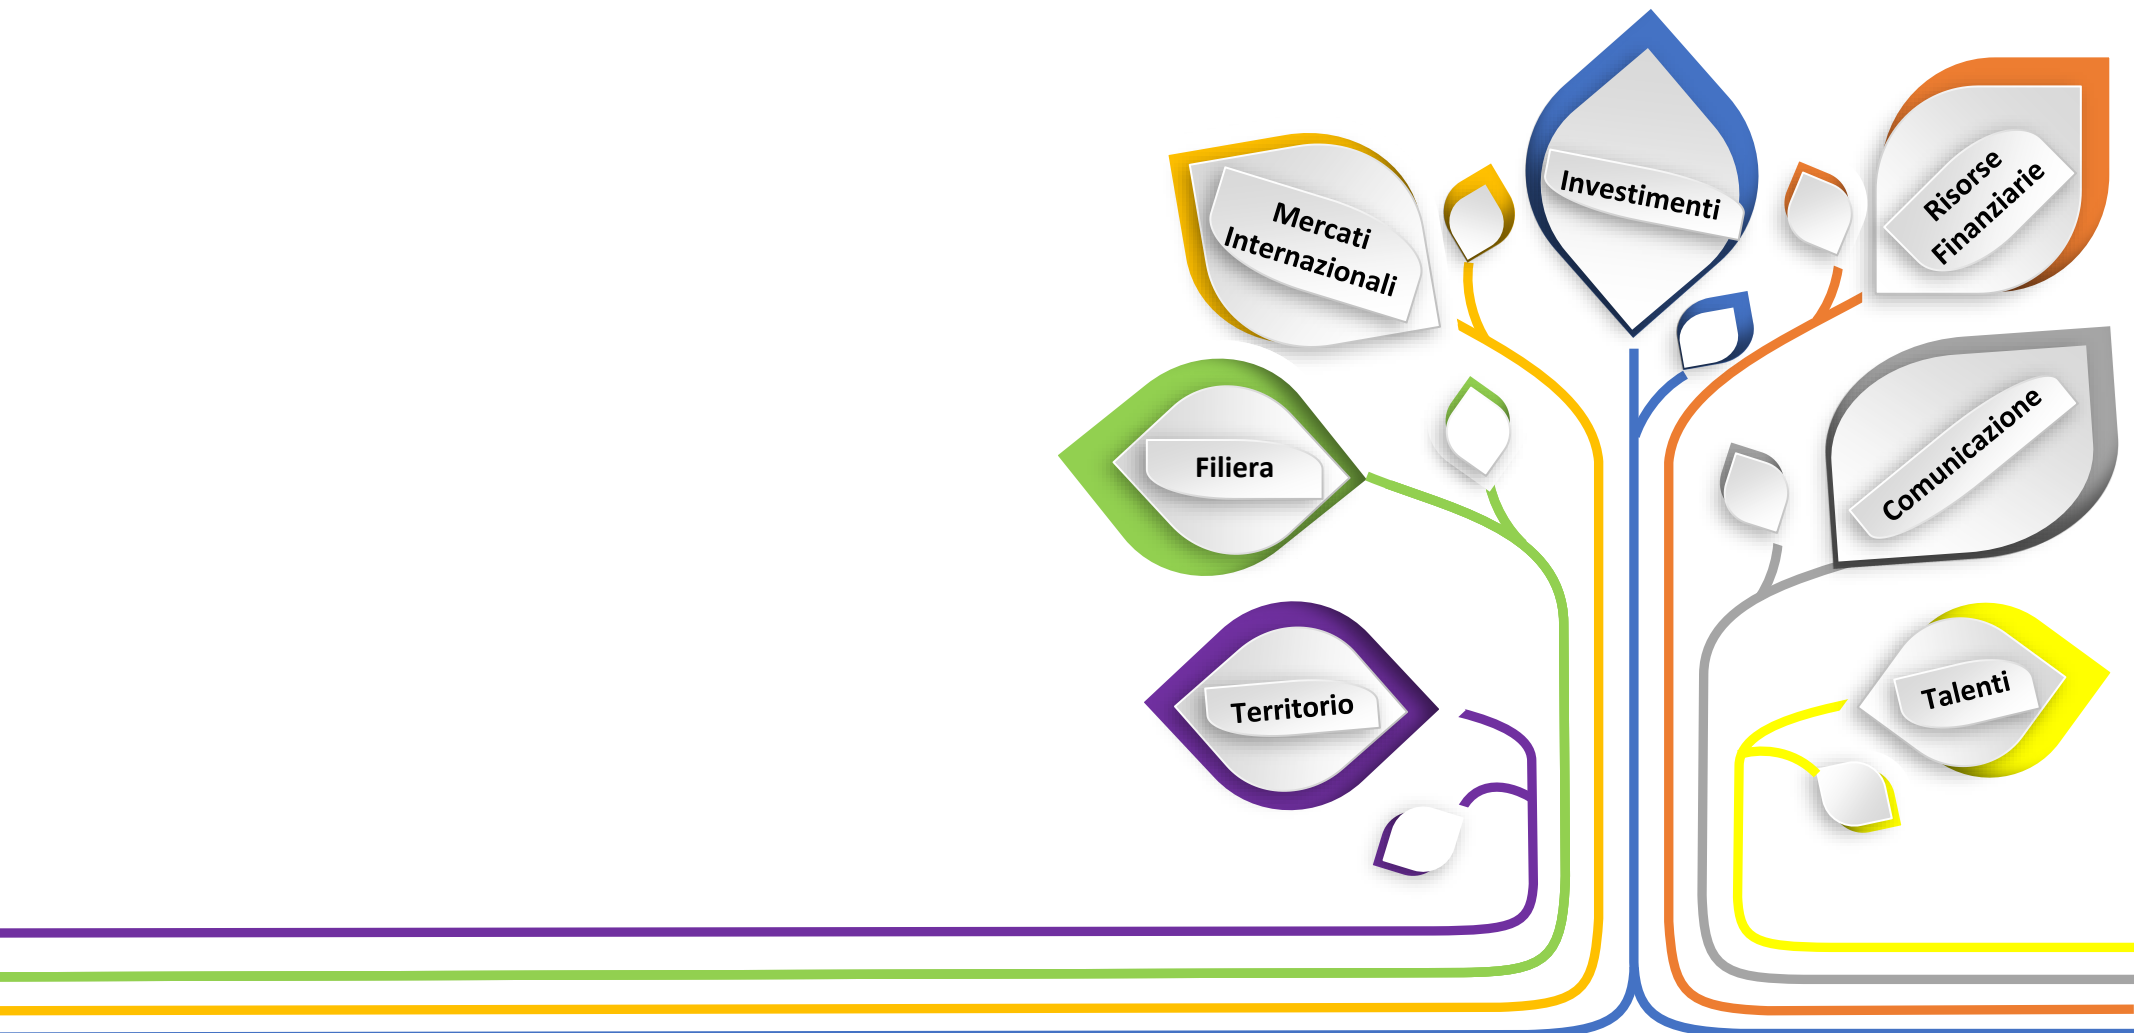 Investimenti
Risorse
Finanziarie
Mercati
Internazionali
Comunicazione
Filiera
Talenti
Territorio